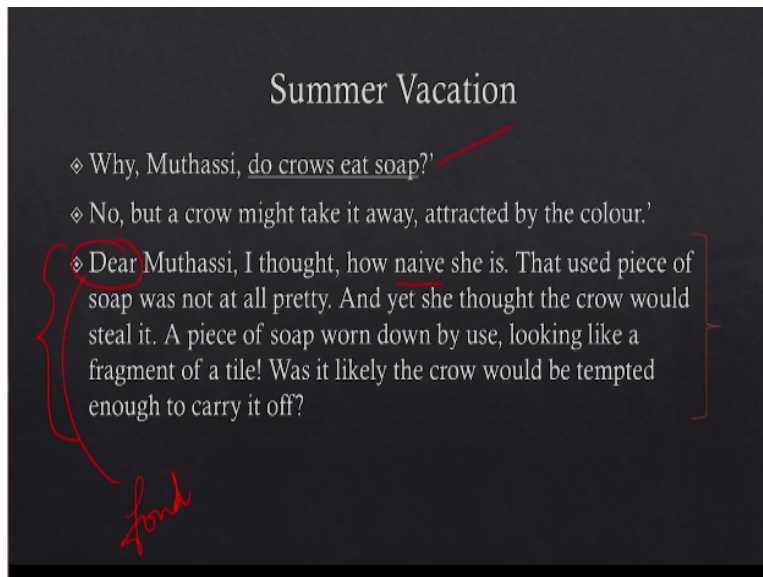 Summer Vacation
Why, Muthassi, do crows eat soap?'
No, but a crow might take it away, attracted by the colour.'
Dear Muthassi, I thought, how naive she is. That used piece of
soap was not at all pretty. And yet she thought the crow would
steal it. A piece of soap worn down by use, looking like a
fragment of a tile! Was it likely the crow would be tempted
enough to carry it off?
fond